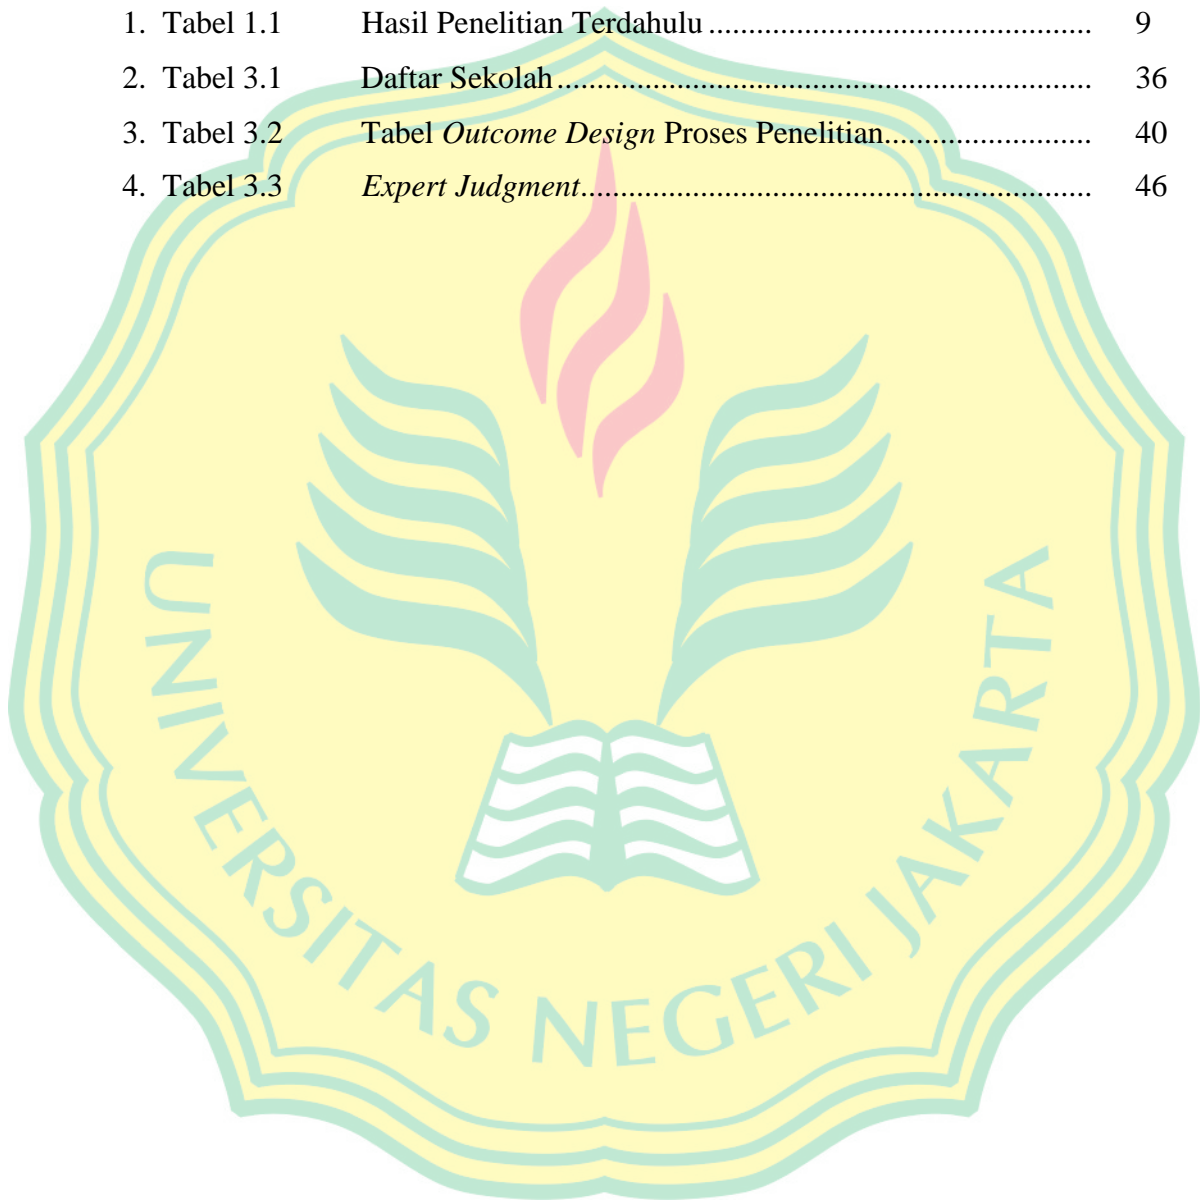 1. Tabel 1.1 Hasil Penelitian Terdahulu ................................................ 9
2. Tabel 3.1 Daftar Sekolah ................................................................... 36
3. Tabel 3.2 Tabel Outcome Design Proses Penelitian .......................... 40
4. Tabel 3.3 Expert Judgment ................................................................ 46
UNIVERSITAS NEGERI JAKARTA